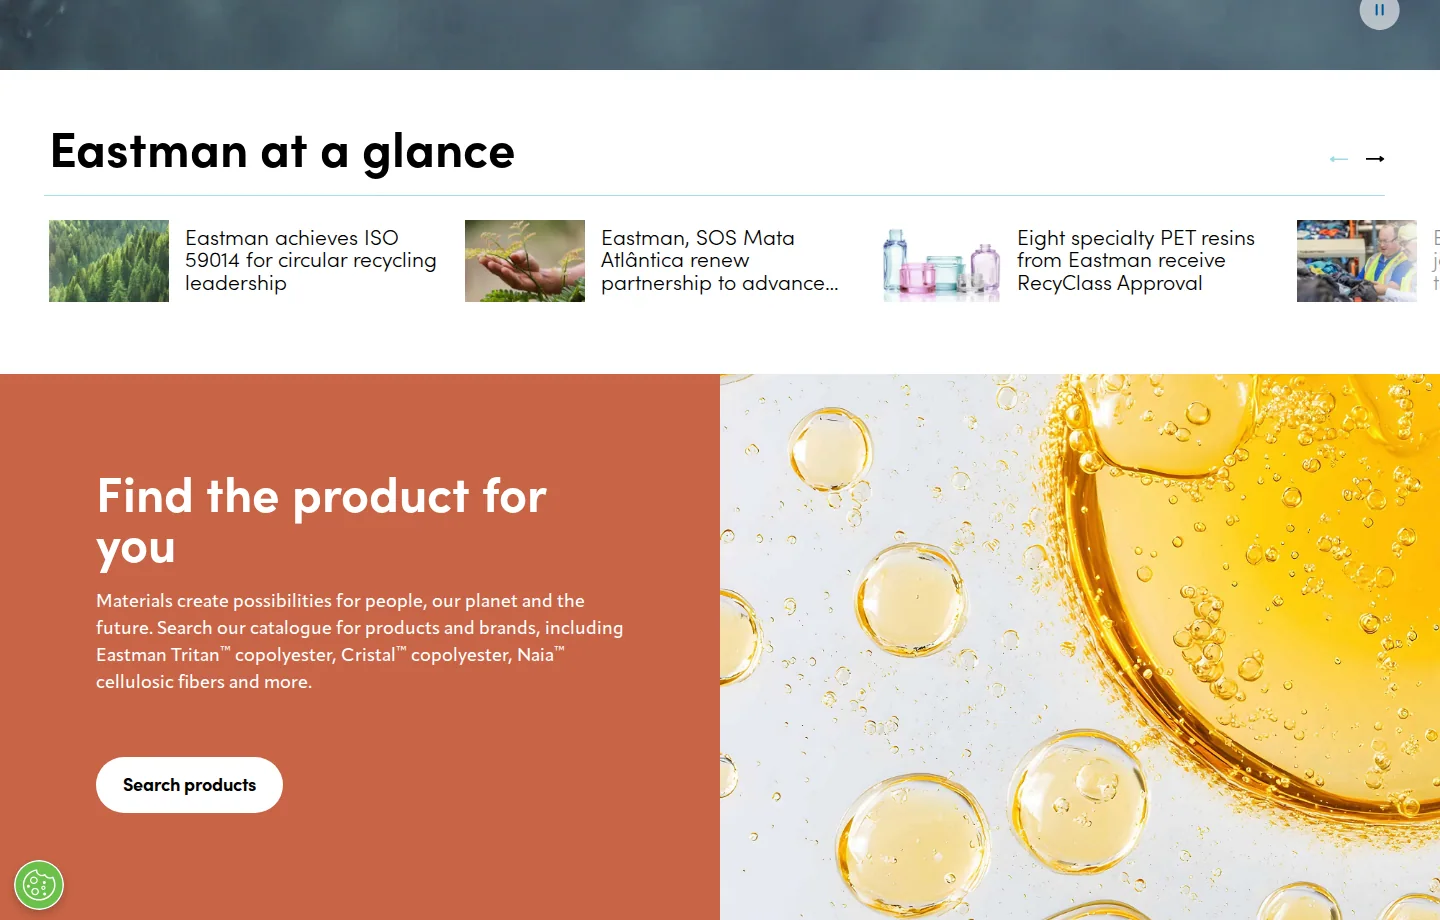 Eastman at a glance
Eastman achieves ISO
59014 for circular recycling
leadership
Eastman, SOS Mata
Atlântica renew
partnership to advance...
Eight specialty PET resins
from Eastman receive
RecyClass Approval
Find the product for
you
Materials create possibilities for people, our planet and the
future. Search our catalogue for products and brands, including
Eastman Tritan™ copolyester, Cristal™ copolyester, Naia™
cellulosic fibers and more.
Search products